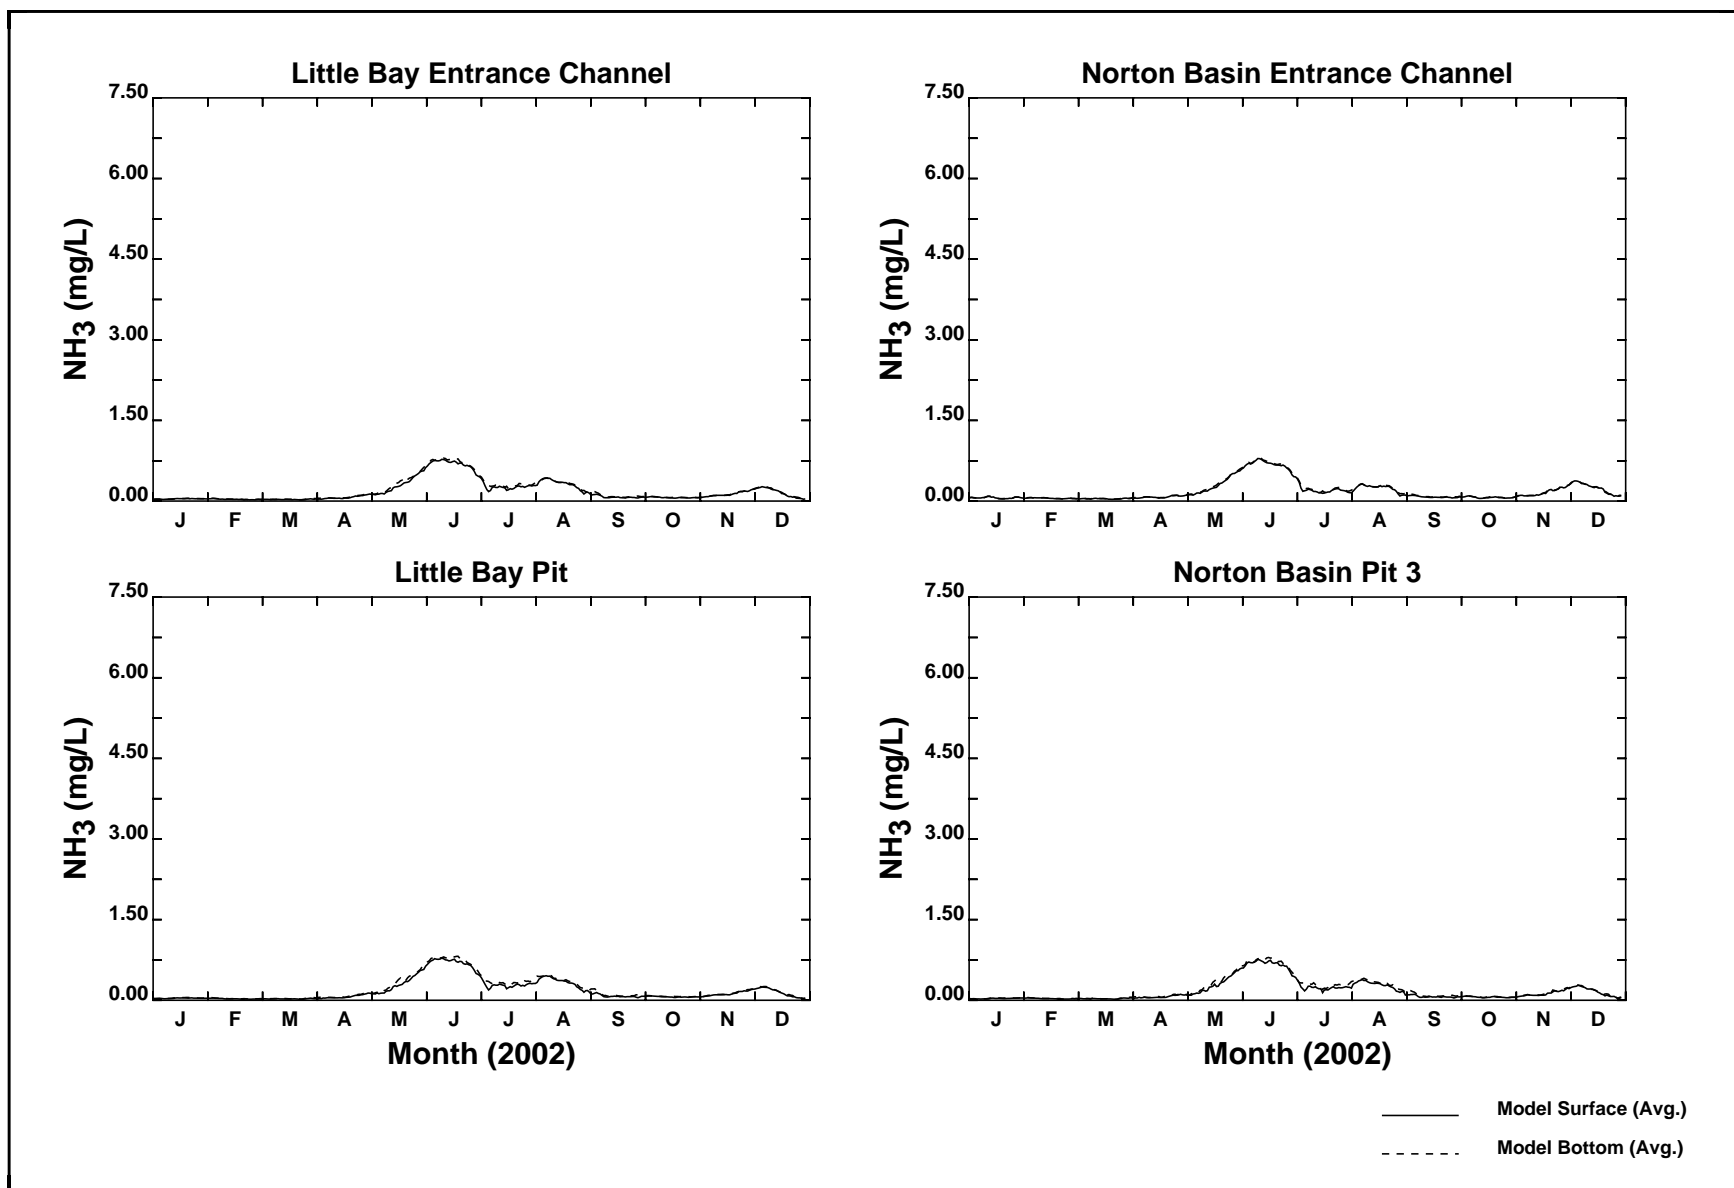 Little Bay Entrance Channel
7.50
6.00
4.50
3.00
1.50
0.00
NH3 (mg/L)
J F M A M J J A S O N D
Norton Basin Entrance Channel
7.50
6.00
4.50
3.00
1.50
0.00
NH3 (mg/L)
J F M A M J J A S O N D
Little Bay Pit
7.50
6.00
4.50
3.00
1.50
0.00
NH3 (mg/L)
J F M A M J J A S O N D
Month (2002)
Norton Basin Pit 3
7.50
6.00
4.50
3.00
1.50
0.00
NH3 (mg/L)
J F M A M J J A S O N D
Month (2002)
Model Surface (Avg.)
Model Bottom (Avg.)